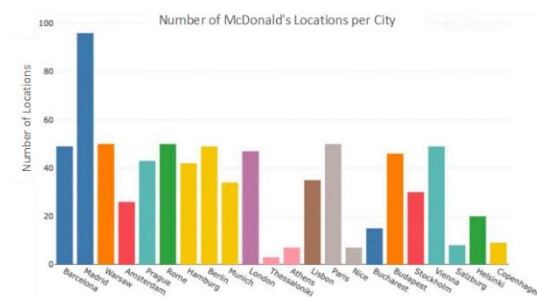 Number of McDonald's Locations per City
Number of Locations
100
80
60
40
20
0
Barcelona
Madrid
Warsaw
Amsterdam
Prague
Rome
Hamburg
Berlin
Munich
London
Thessaloniki
Athens
Lisbon
Paris
Nice
Bucharest
Budapest
Stockholm
Vienna
Salzburg
Helsinki
Copenhagen